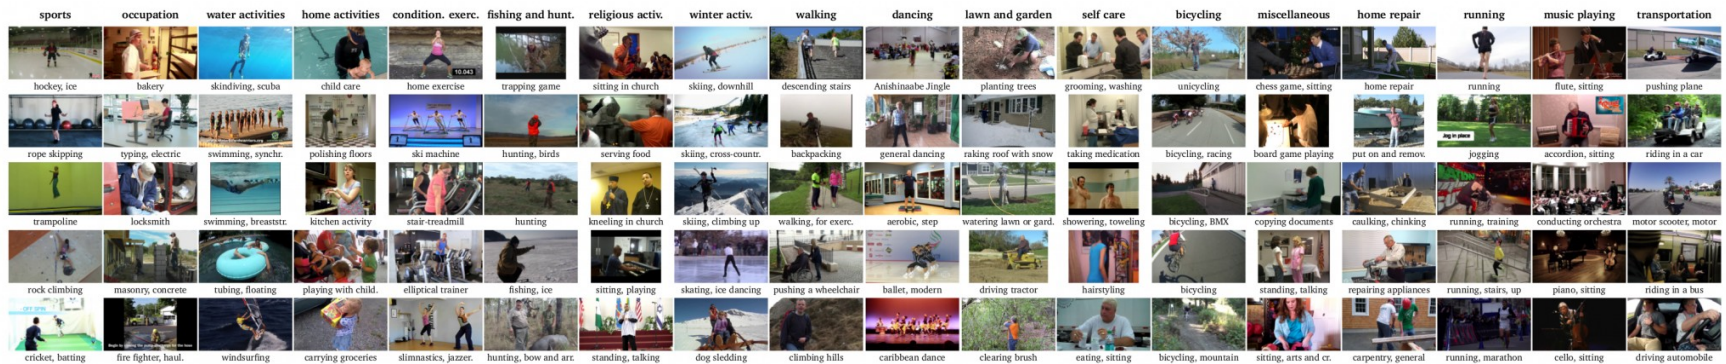 sports occupation water activities home activities condition. exerc. fishing and hunt. religious activ. winter activ. walking dancing lawn and garden self care bicycling miscellaneous home repair running music playing transportation
10.043
hockey, ice bakery skindiving, scuba child care home exercise trapping game sitting in church skiing, downhill descending stairs Anishinaabe Jingle planting trees grooming, washing unicycling chess game, sitting home repair running flute, sitting pushing plane
Jog in place
rope skipping typing, electric swimming, synchr. polishing floors ski machine hunting, birds serving food skiing, cross-countr. backpacking general dancing raking roof with snow taking medication bicycling, racing board game playing put on and remov. jogging accordion, sitting riding in a car
trampoline locksmith swimming, breaststr. kitchen activity stair-treadmill hunting kneeling in church skiing, climbing up walking, for exerc. aerobic, step watering lawn or gard. showering, toweling bicycling, BMX copying documents caulking, chinking running, training conducting orchestra motor scooter, motor
rock climbing masonry, concrete tubing, floating playing with child. elliptical trainer fishing, ice sitting, playing skating, ice dancing pushing a wheelchair ballet, modern driving tractor hairstyling bicycling standing, talking repairing appliances running, stairs, up piano, sitting riding in a bus
cricket, batting fire fighter, haul. windsurfing carrying groceries slimnastics, jazzer. hunting, bow and arr. standing, talking dog sledding climbing hills caribbean dance clearing brush eating, sitting bicycling, mountain sitting, arts and cr. carpentry, general running, marathon cello, sitting driving automobile